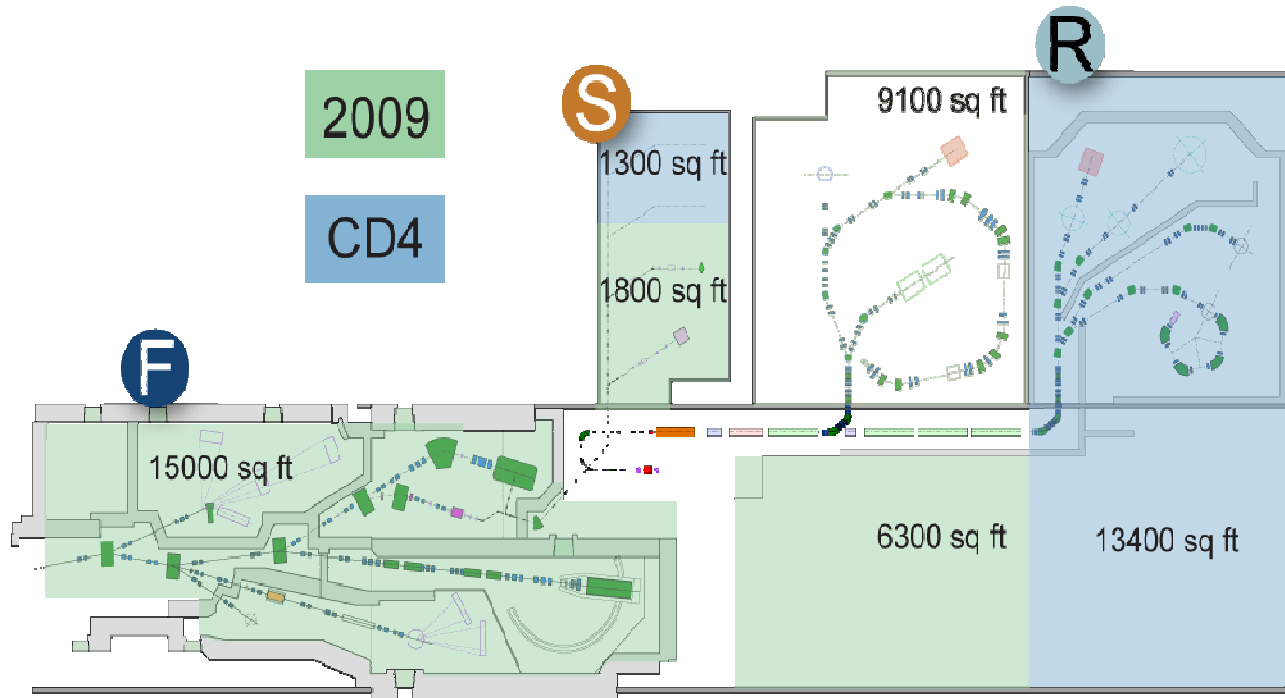 R
S
2009
9100 sq ft
1300 sq ft
CD4
1800 sq ft
F
15000 sq ft
6300 sq ft
13400 sq ft